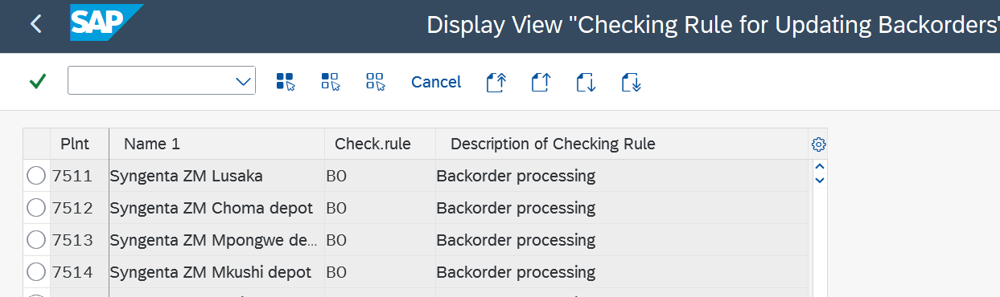 SAP
Display View "Checking Rule for Updating Backorders"
Cancel
Plnt Name 1 Check.rule Description of Checking Rule
7511 Syngenta ZM Lusaka BO Backorder processing
7512 Syngenta ZM Choma depot BO Backorder processing
7513 Syngenta ZM Mpongwe de... BO Backorder processing
7514 Syngenta ZM Mkushi depot BO Backorder processing